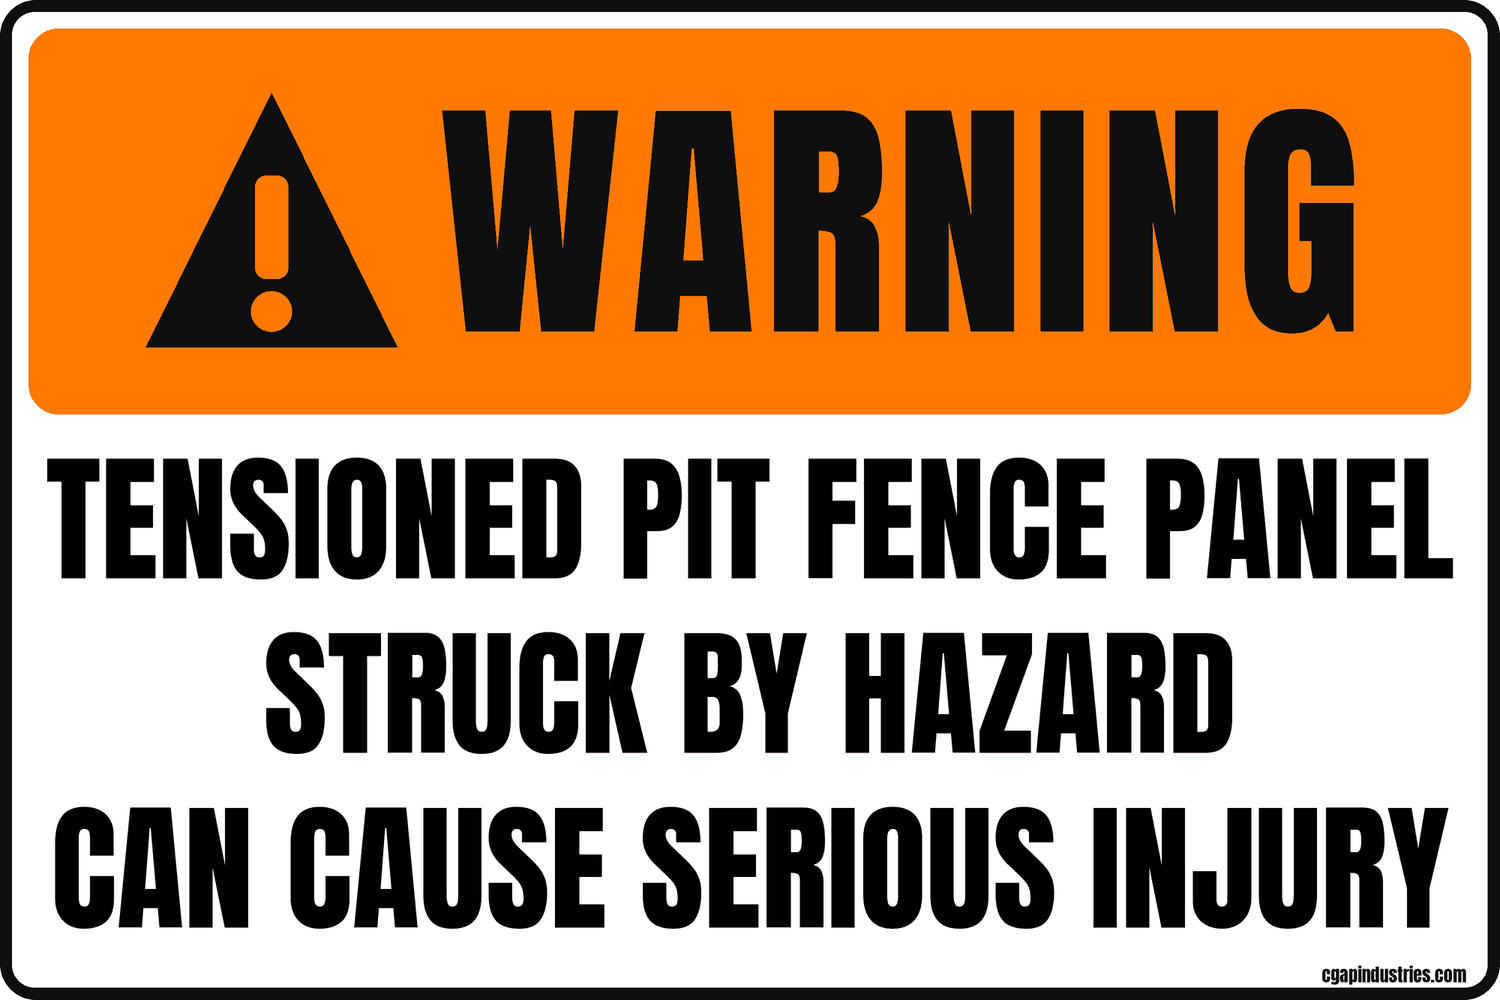 WARNING
TENSIONED PIT FENCE PANEL
STRUCK BY HAZARD
CAN CAUSE SERIOUS INJURY
cgapindustries.com